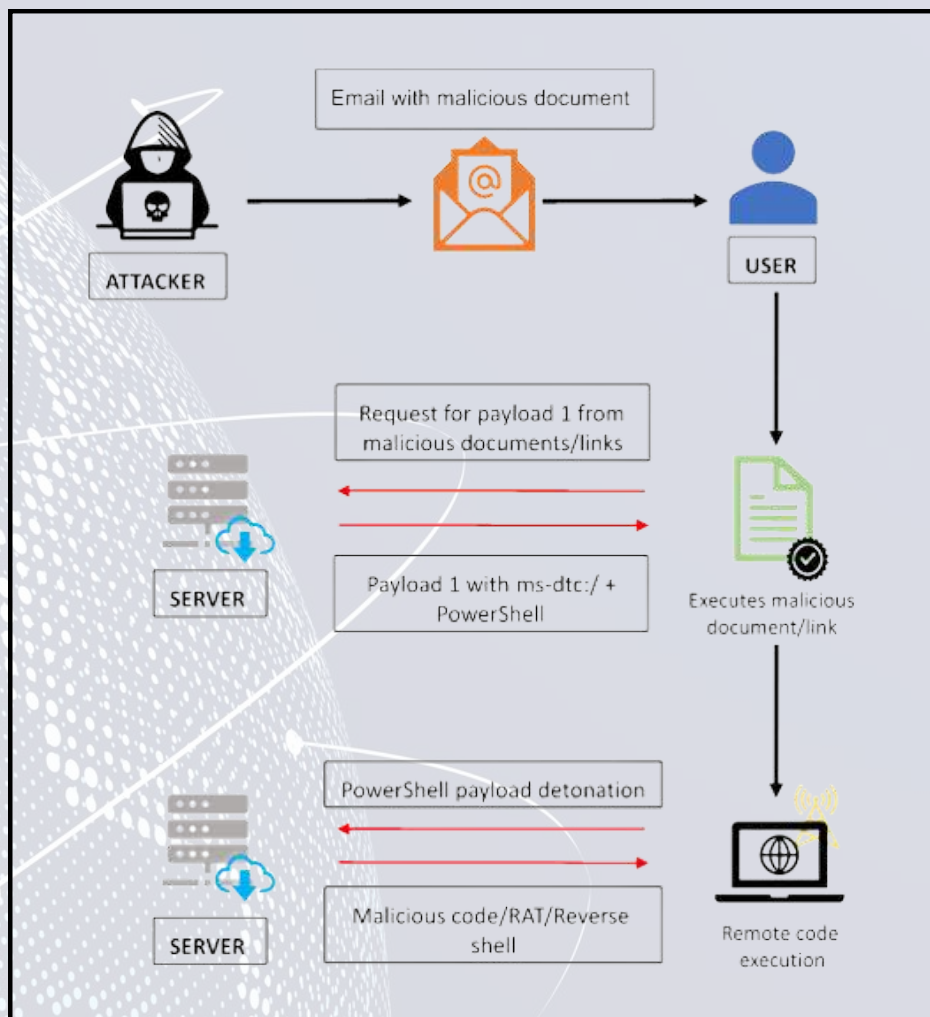 Email with malicious document
ATTACKER
USER
Request for payload 1 from
malicious documents/links
SERVER
Payload 1 with ms-dtc:/ +
PowerShell
Executes malicious
document/link
PowerShell payload detonation
SERVER
Malicious code/RAT/Reverse
shell
Remote code
execution